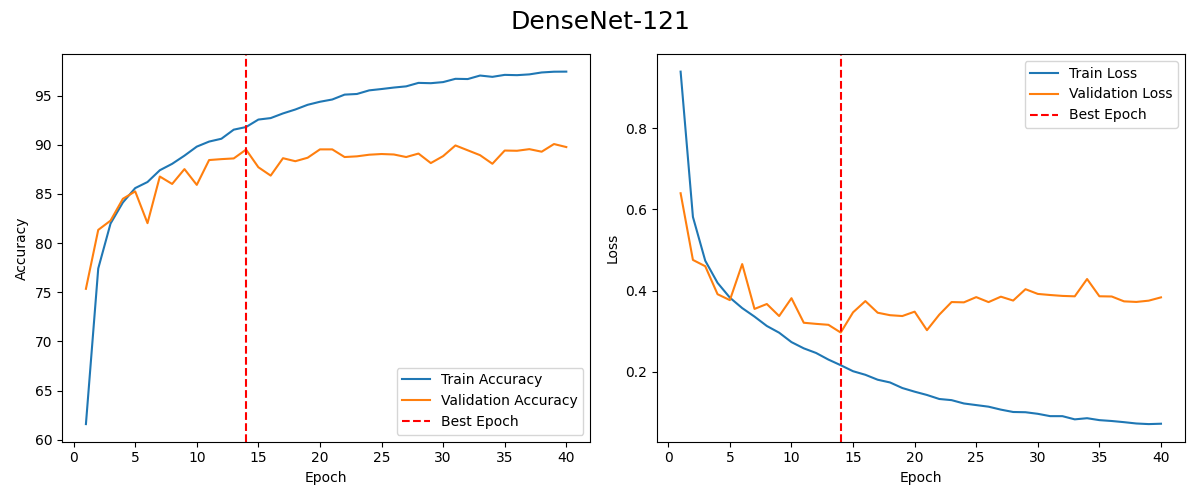 DenseNet-121
Accuracy
95
90
85
80
75
70
65
60
0 5 10 15 20 25 30 35 40
Epoch
Train Accuracy
Validation Accuracy
Best Epoch
Loss
0.8
0.6
0.4
0.2
0 5 10 15 20 25 30 35 40
Epoch
Train Loss
Validation Loss
Best Epoch